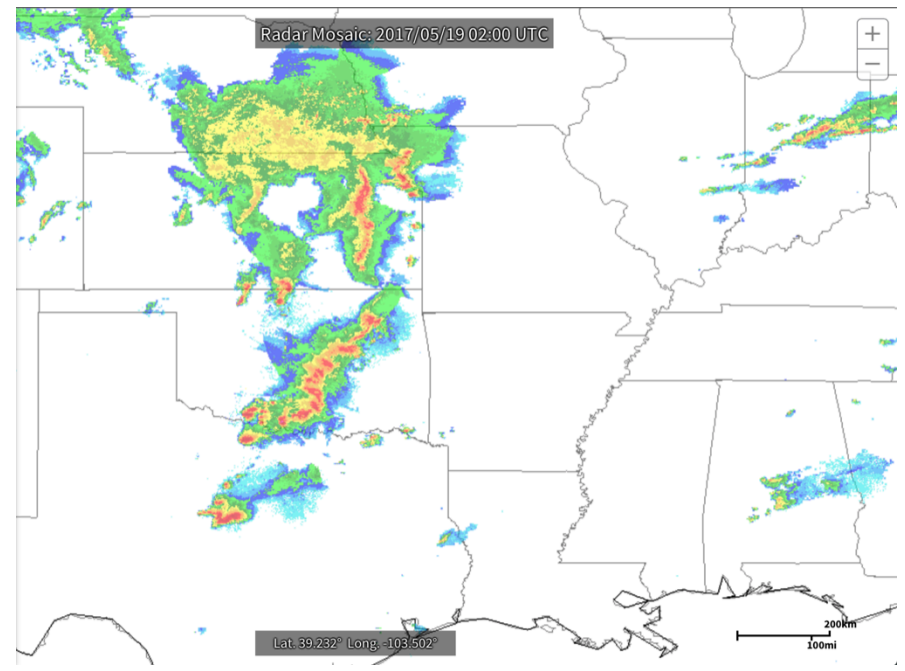 Radar Mosaic: 2017/05/19 02:00 UTC
+
−
200km
100mi
Lat. 39.232° Long. -103.502°